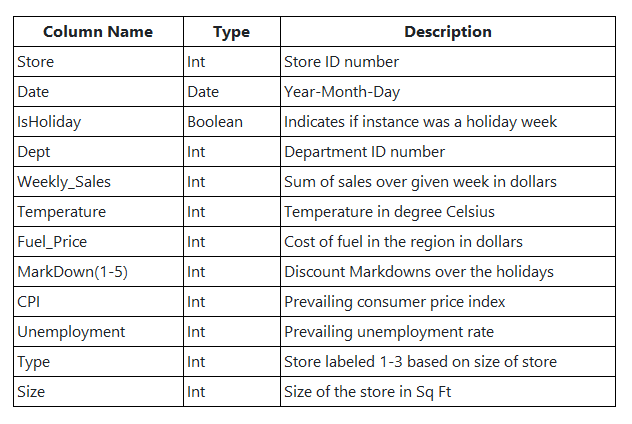 Column Name Type Description
Store Int Store ID number
Date Date Year-Month-Day
IsHoliday Boolean Indicates if instance was a holiday week
Dept Int Department ID number
Weekly_Sales Int Sum of sales over given week in dollars
Temperature Int Temperature in degree Celsius
Fuel_Price Int Cost of fuel in the region in dollars
MarkDown(1-5) Int Discount Markdowns over the holidays
CPI Int Prevailing consumer price index
Unemployment Int Prevailing unemployment rate
Type Int Store labeled 1-3 based on size of store
Size Int Size of the store in Sq Ft